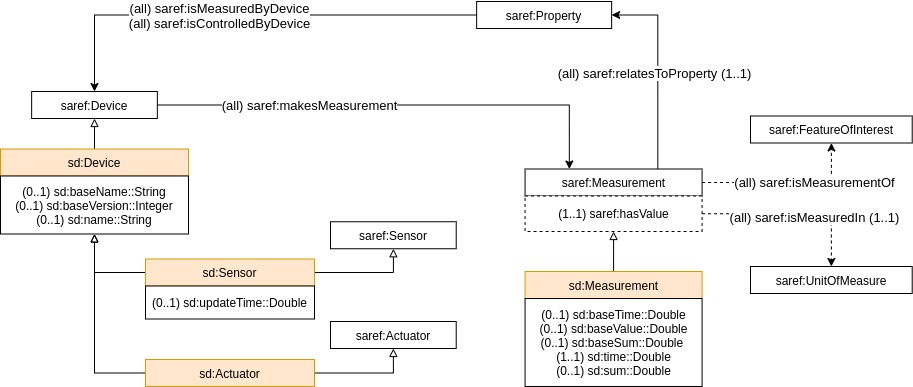 (all) saref:isMeasuredByDevice
(all) saref:isControlledByDevice
saref:Property
(all) saref:relatesToProperty (1..1)
saref:Device
(all) saref:makesMeasurement
saref:FeatureOfInterest
sd:Device
(0..1) sd:baseName::String
(0..1) sd:baseVersion::Integer
(0..1) sd:name::String
saref:Measurement
(all) saref:isMeasurementOf
(1..1) saref:hasValue
(all) saref:isMeasuredIn (1..1)
saref:Sensor
sd:Sensor
(0..1) sd:updateTime::Double
saref:UnitOfMeasure
sd:Measurement
(0..1) sd:baseTime::Double
(0..1) sd:baseValue::Double
(0..1) sd:baseSum::Double
(1..1) sd:time::Double
(0..1) sd:sum::Double
saref:Actuator
sd:Actuator